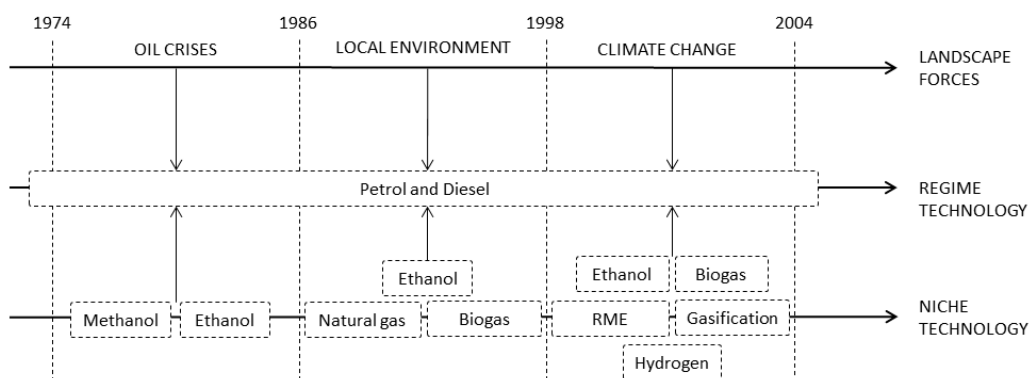 1974
1986
1998
2004
OIL CRISES
LOCAL ENVIRONMENT
CLIMATE CHANGE
LANDSCAPE
FORCES
Petrol and Diesel
REGIME
TECHNOLOGY
Ethanol
Ethanol
Biogas
Methanol
Ethanol
Natural gas
Biogas
RME
Gasification
NICHE
TECHNOLOGY
Hydrogen